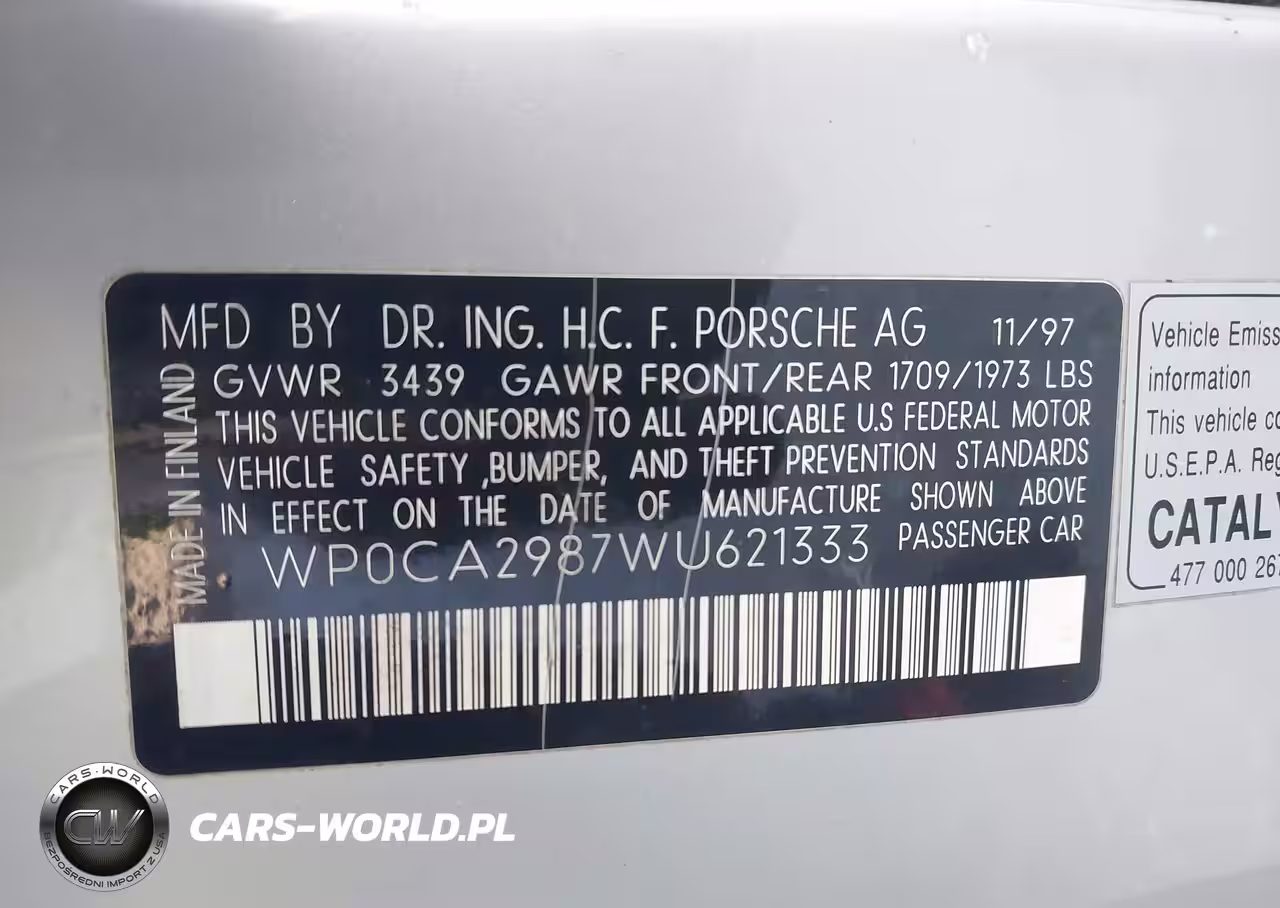 MFD BY DR. ING. H.C. F. PORSCHE AG 11/97
GVWR 3439 GAWR FRONT/REAR 1709/1973 LBS
THIS VEHICLE CONFORMS TO ALL APPLICABLE U.S FEDERAL MOTOR
VEHICLE SAFETY ,BUMPER, AND THEFT PREVENTION STANDARDS
IN EFFECT ON THE DATE OF MANUFACTURE SHOWN ABOVE
WP0CA2987WU621333 PASSENGER CAR
MADE IN FINLAND
Vehicle Emiss
information
This vehicle co
U.S.E.P.A. Reg
CATALY
477 000 267
CARS-WORLD
CW
BEZPOŚREDNI IMPORT Z USA
CARS-WORLD.PL